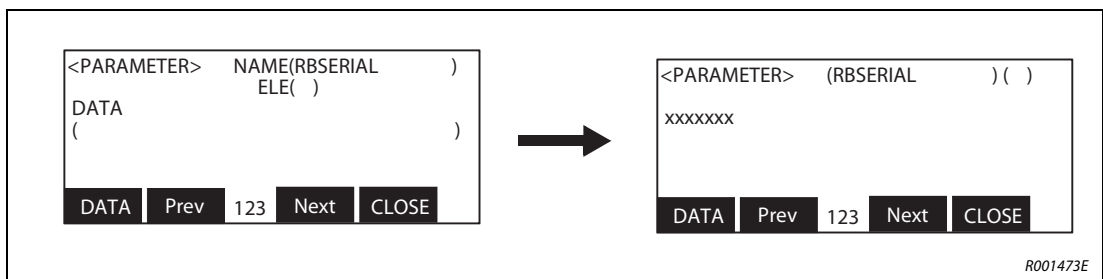 <PARAMETER> NAME(RBSERIAL )
ELE( )
DATA
( )
DATA Prev 123 Next CLOSE
<PARAMETER> (RBSERIAL ) ( )
xxxxxxx
DATA Prev 123 Next CLOSE
R001473E